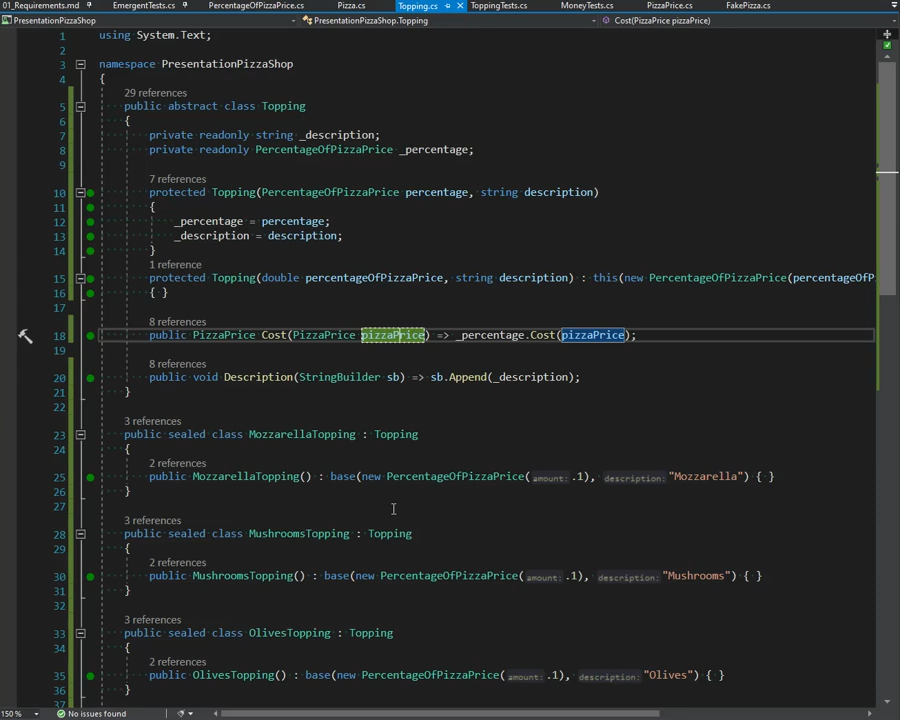 01_Requirements.md EmergentTests.cs PercentageOfPizzaPrice.cs Pizza.cs Topping.cs ToppingTests.cs MoneyTests.cs PizzaPrice.cs FakePizza.cs
PresentationPizzaShop PresentationPizzaShop.Topping Cost(PizzaPrice pizzaPrice)
1 using System.Text;
2
3 namespace PresentationPizzaShop
4 {
29 references
5 public abstract class Topping
6 {
7 private readonly string _description;
8 private readonly PercentageOfPizzaPrice _percentage;
9
7 references
10 protected Topping(PercentageOfPizzaPrice percentage, string description)
11 {
12 _percentage = percentage;
13 _description = description;
14 }
1 reference
15 protected Topping(double percentageOfPizzaPrice, string description) : this(new PercentageOfPizzaPrice(percentageOfP
16 { }
17
8 references
18 public PizzaPrice Cost(PizzaPrice pizzaPrice) => _percentage.Cost(pizzaPrice);
19
8 references
20 public void Description(StringBuilder sb) => sb.Append(_description);
21 }
22
3 references
23 public sealed class MozzarellaTopping : Topping
24 {
2 references
25 public MozzarellaTopping() : base(new PercentageOfPizzaPrice(amount: .1), description: "Mozzarella") { }
26 }
27
3 references
28 public sealed class MushroomsTopping : Topping
29 {
2 references
30 public MushroomsTopping() : base(new PercentageOfPizzaPrice(amount: .1), description: "Mushrooms") { }
31 }
32
3 references
33 public sealed class OlivesTopping : Topping
34 {
2 references
35 public OlivesTopping() : base(new PercentageOfPizzaPrice(amount: .1), description: "Olives") { }
36 }
37
150 % No issues found